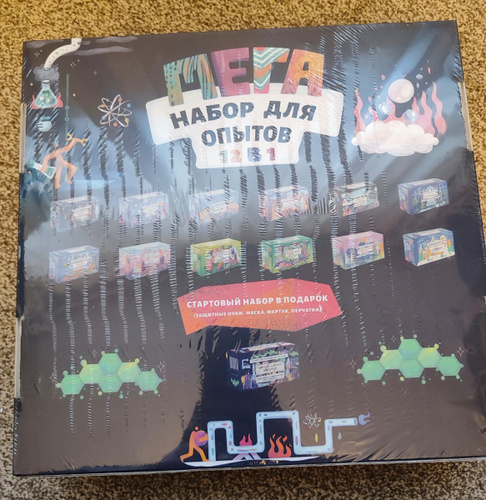 МЕГА
НАБОР ДЛЯ
ОПЫТОВ
12 В 1
СТАРТОВЫЙ НАБОР В ПОДАРОК
(ЗАЩИТНЫЕ ОЧКИ, МАСКА, ФАРТУК, ПЕРЧАТКИ)